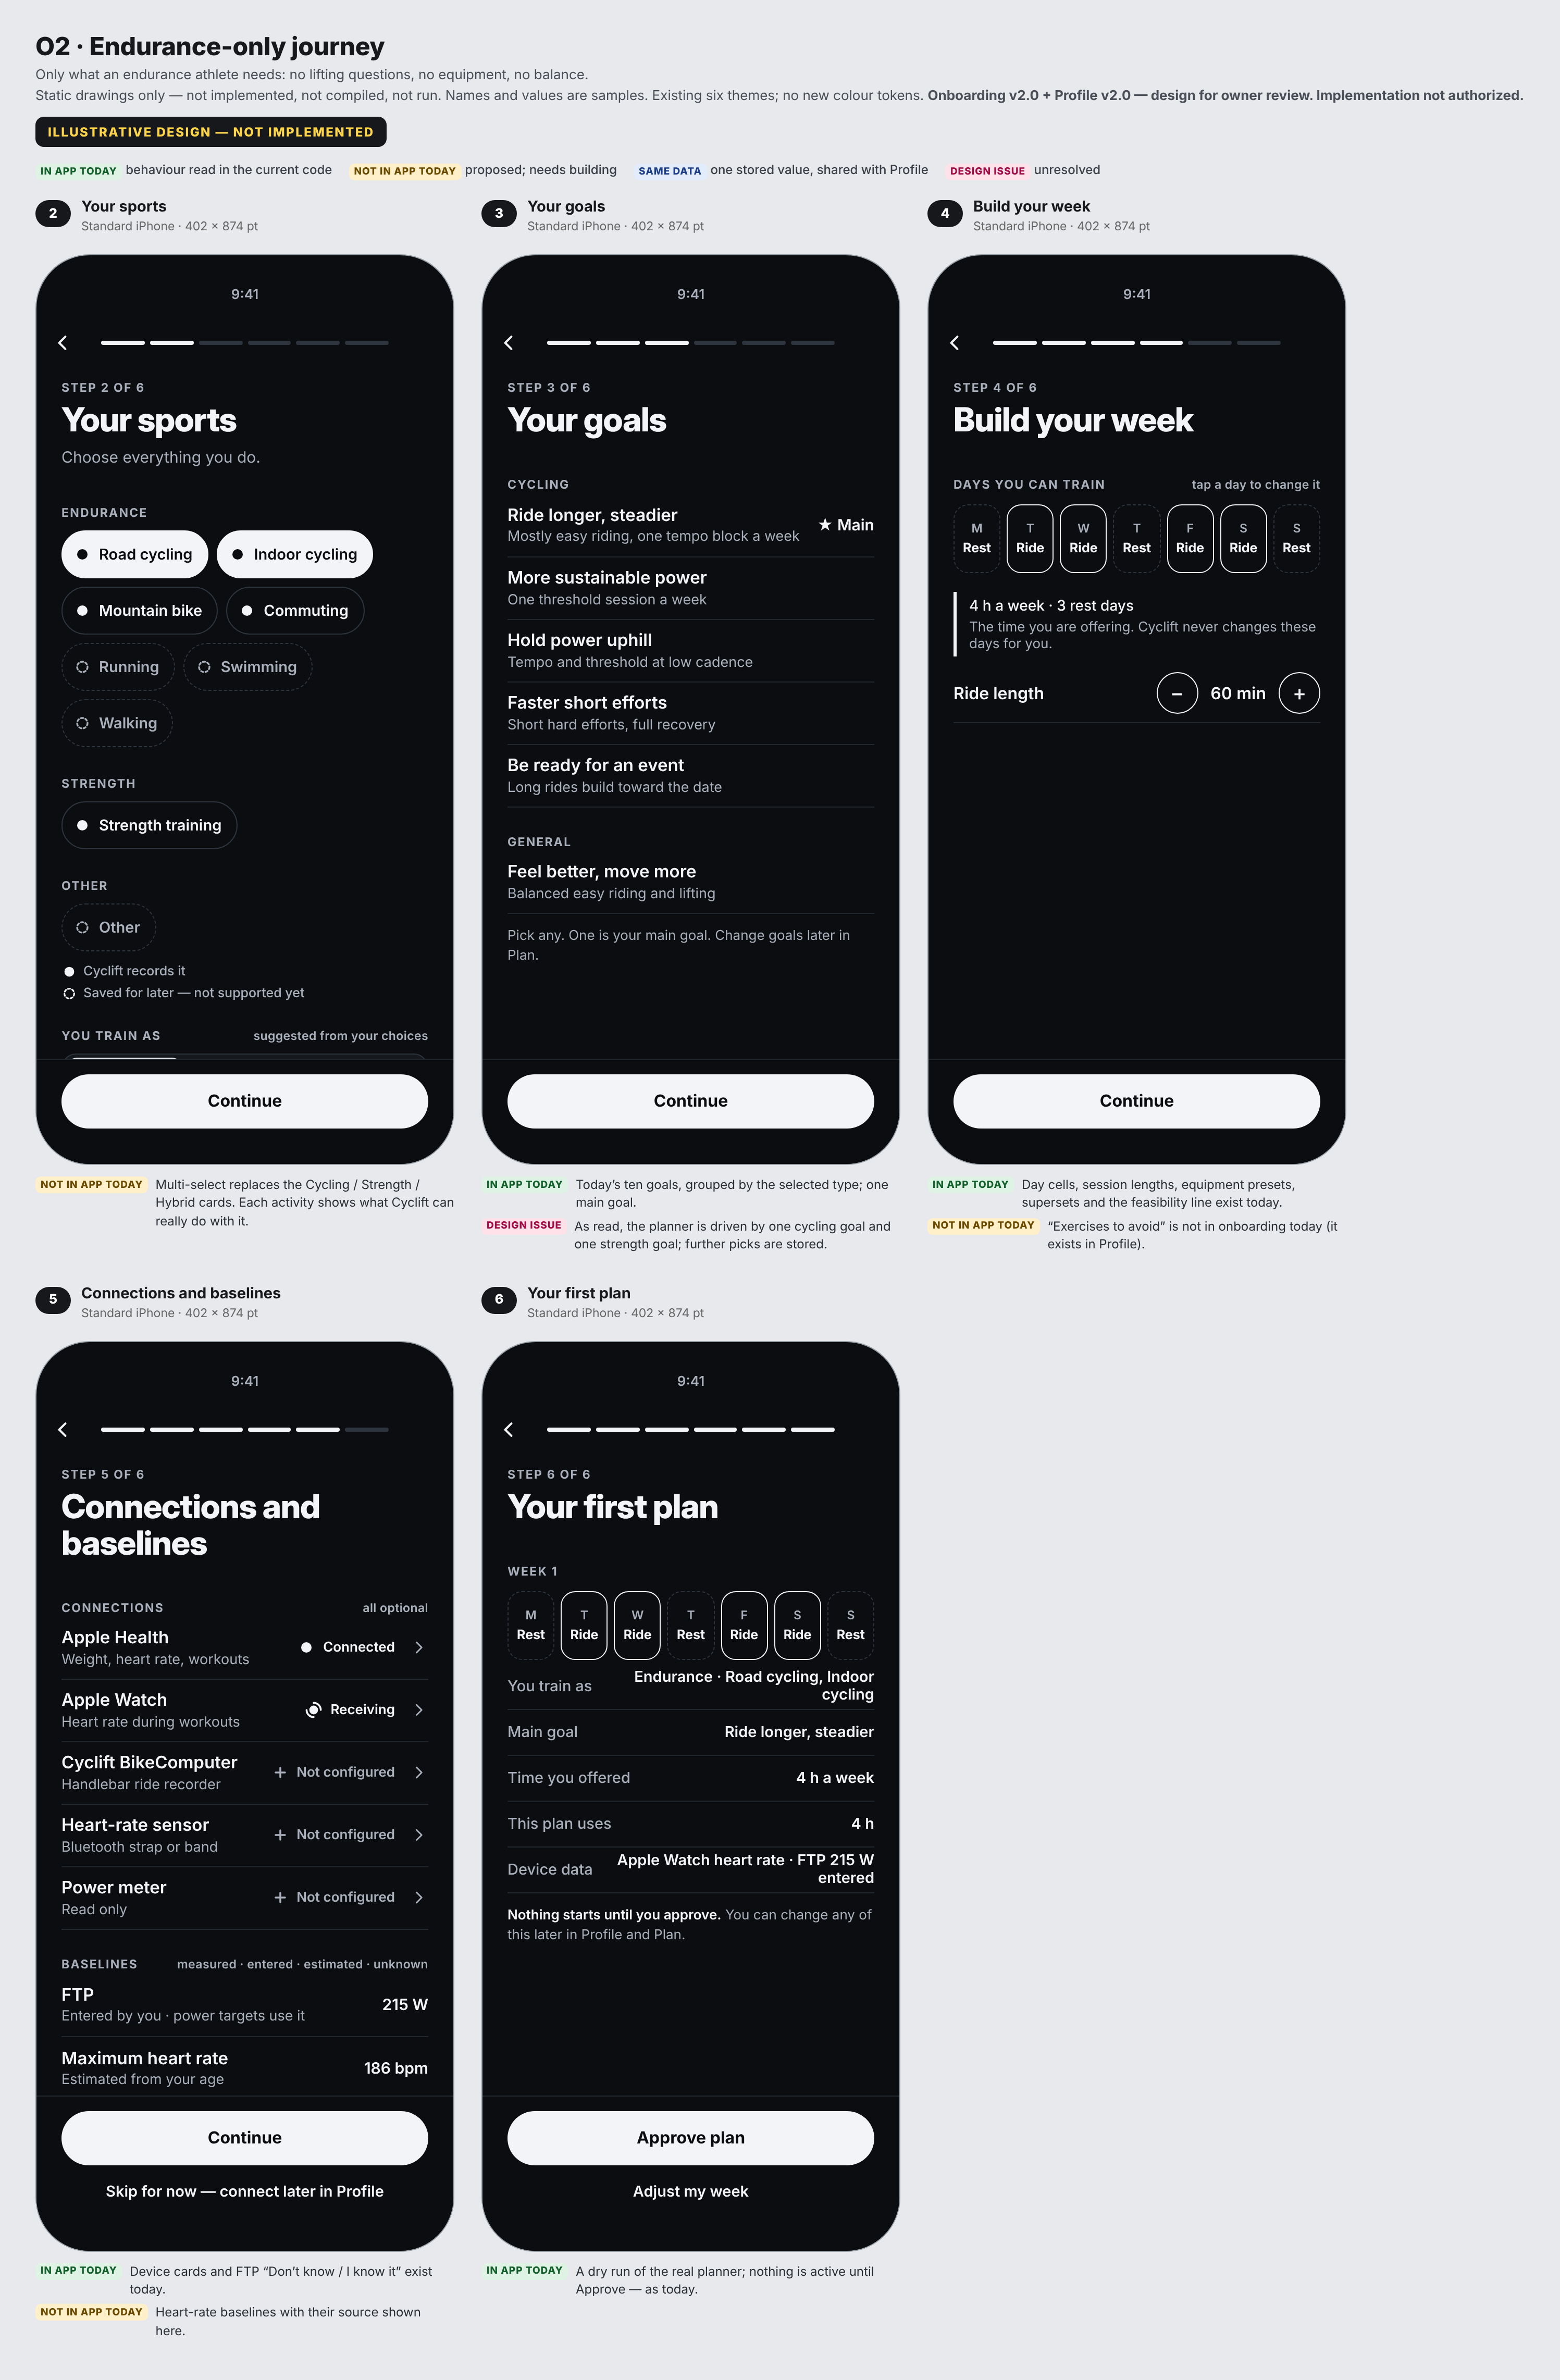 O2 · Endurance-only journey
Only what an endurance athlete needs: no lifting questions, no equipment, no balance.
Static drawings only — not implemented, not compiled, not run. Names and values are samples. Existing six themes; no new colour tokens. Onboarding v2.0 + Profile v2.0 — design for owner review. Implementation not authorized.
ILLUSTRATIVE DESIGN — NOT IMPLEMENTED
IN APP TODAY behaviour read in the current code NOT IN APP TODAY proposed; needs building SAME DATA one stored value, shared with Profile DESIGN ISSUE unresolved
2 Your sports
Standard iPhone · 402 × 874 pt
9:41
STEP 2 OF 6
Your sports
Choose everything you do.
ENDURANCE
Road cycling Indoor cycling
Mountain bike Commuting
Running Swimming
Walking
STRENGTH
Strength training
OTHER
Other
Cyclift records it
Saved for later — not supported yet
YOU TRAIN AS suggested from your choices
Continue
NOT IN APP TODAY Multi-select replaces the Cycling / Strength /
Hybrid cards. Each activity shows what Cyclift can
really do with it.
3 Your goals
Standard iPhone · 402 × 874 pt
9:41
STEP 3 OF 6
Your goals
CYCLING
Ride longer, steadier
Mostly easy riding, one tempo block a week
★ Main
More sustainable power
One threshold session a week
Hold power uphill
Tempo and threshold at low cadence
Faster short efforts
Short hard efforts, full recovery
Be ready for an event
Long rides build toward the date
GENERAL
Feel better, move more
Balanced easy riding and lifting
Pick any. One is your main goal. Change goals later in
Plan.
Continue
IN APP TODAY Today's ten goals, grouped by the selected type; one
main goal.
DESIGN ISSUE As read, the planner is driven by one cycling goal and
one strength goal; further picks are stored.
4 Build your week
Standard iPhone · 402 × 874 pt
9:41
STEP 4 OF 6
Build your week
DAYS YOU CAN TRAIN tap a day to change it
M T W T F S S
Rest Ride Ride Rest Ride Ride Rest
4 h a week · 3 rest days
The time you are offering. Cyclift never changes these
days for you.
Ride length − 60 min +
Continue
IN APP TODAY Day cells, session lengths, equipment presets,
supersets and the feasibility line exist today.
NOT IN APP TODAY “Exercises to avoid” is not in onboarding today (it
exists in Profile).
5 Connections and baselines
Standard iPhone · 402 × 874 pt
9:41
STEP 5 OF 6
Connections and
baselines
CONNECTIONS all optional
Apple Health
Weight, heart rate, workouts
Connected
Apple Watch
Heart rate during workouts
Receiving
Cyclift BikeComputer
Handlebar ride recorder
+ Not configured
Heart-rate sensor
Bluetooth strap or band
+ Not configured
Power meter
Read only
+ Not configured
BASELINES measured · entered · estimated · unknown
FTP
Entered by you · power targets use it
215 W
Maximum heart rate
Estimated from your age
186 bpm
Continue
Skip for now — connect later in Profile
IN APP TODAY Device cards and FTP “Don't know / I know it” exist
today.
NOT IN APP TODAY Heart-rate baselines with their source shown
here.
6 Your first plan
Standard iPhone · 402 × 874 pt
9:41
STEP 6 OF 6
Your first plan
WEEK 1
M T W T F S S
Rest Ride Ride Rest Ride Ride Rest
You train as Endurance · Road cycling, Indoor
cycling
Main goal Ride longer, steadier
Time you offered 4 h a week
This plan uses 4 h
Device data Apple Watch heart rate · FTP 215 W
entered
Nothing starts until you approve. You can change any of
this later in Profile and Plan.
Approve plan
Adjust my week
IN APP TODAY A dry run of the real planner; nothing is active until
Approve — as today.